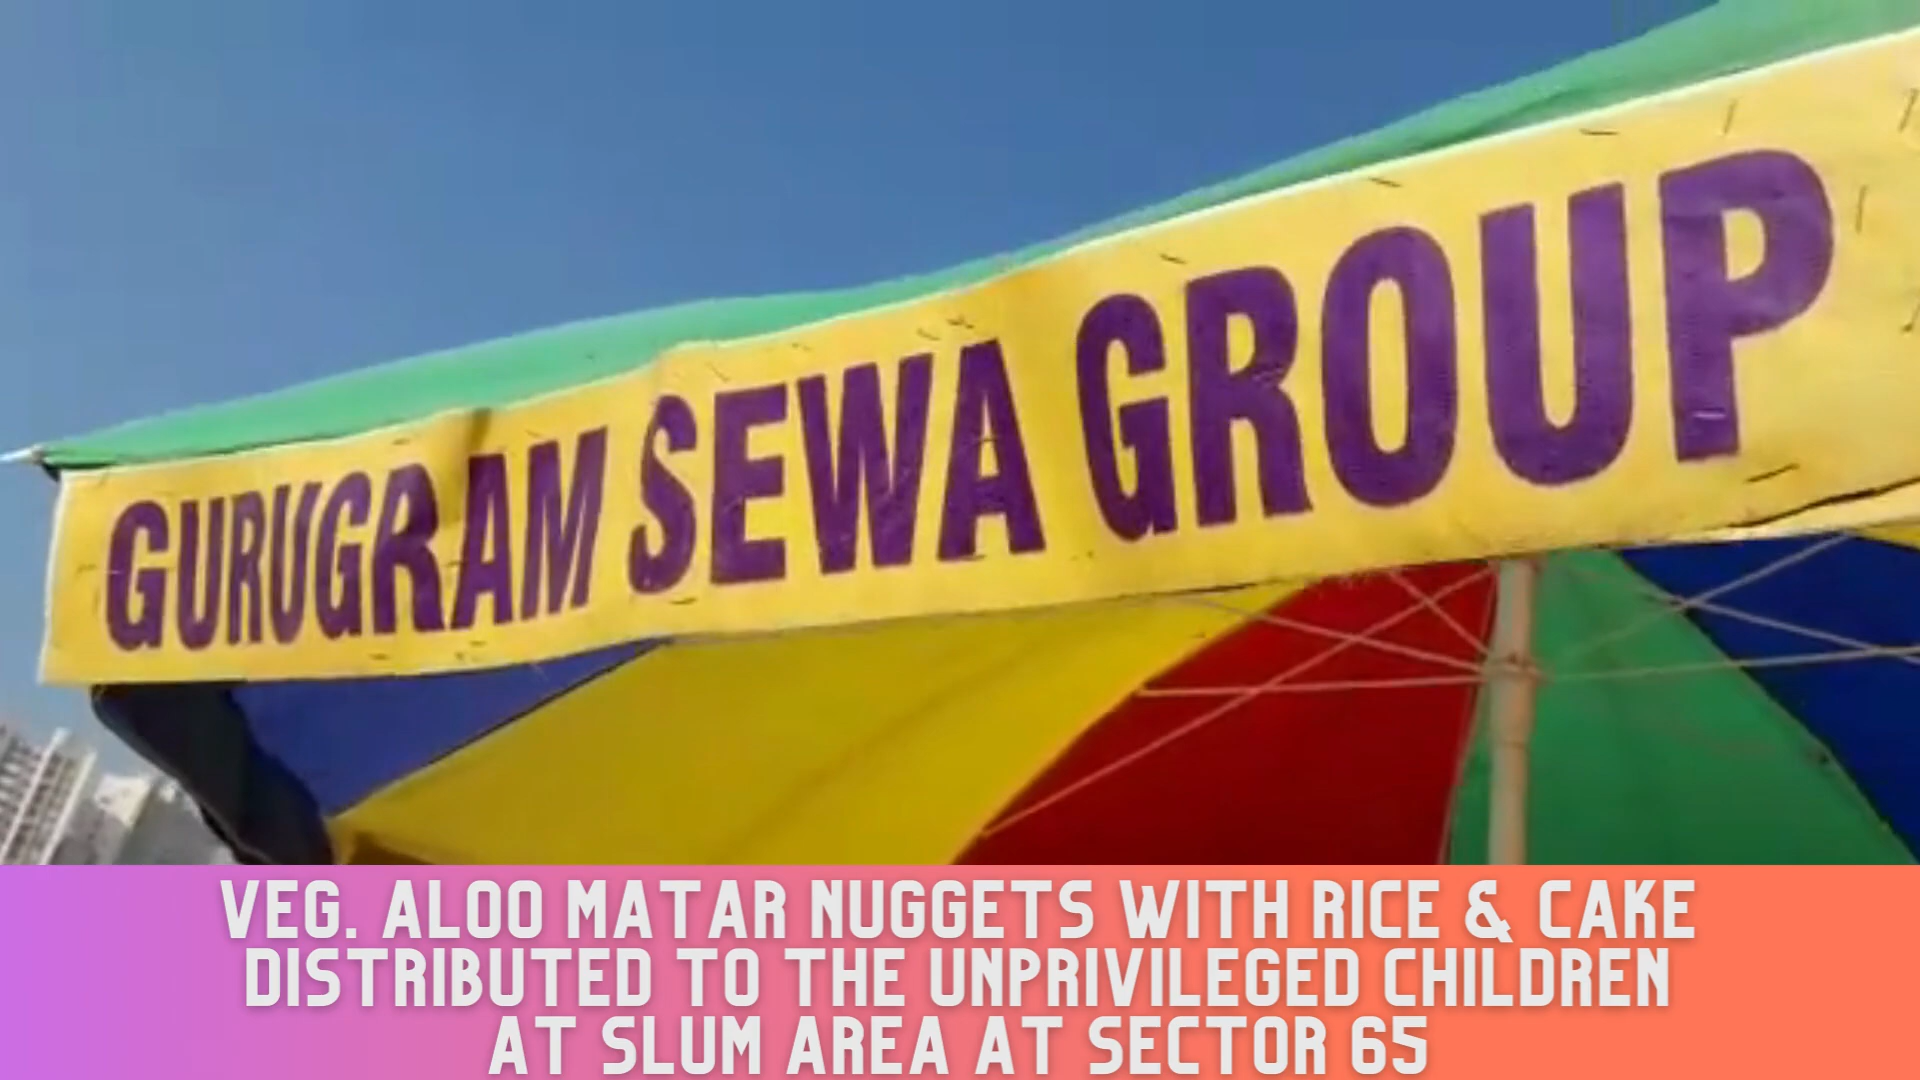 GURUGRAM SEWA GROUP
VEG. ALOO MATAR NUGGETS WITH RICE & CAKE
DISTRIBUTED TO THE UNPRIVILEGED CHILDREN
AT SLUM AREA AT SECTOR 65